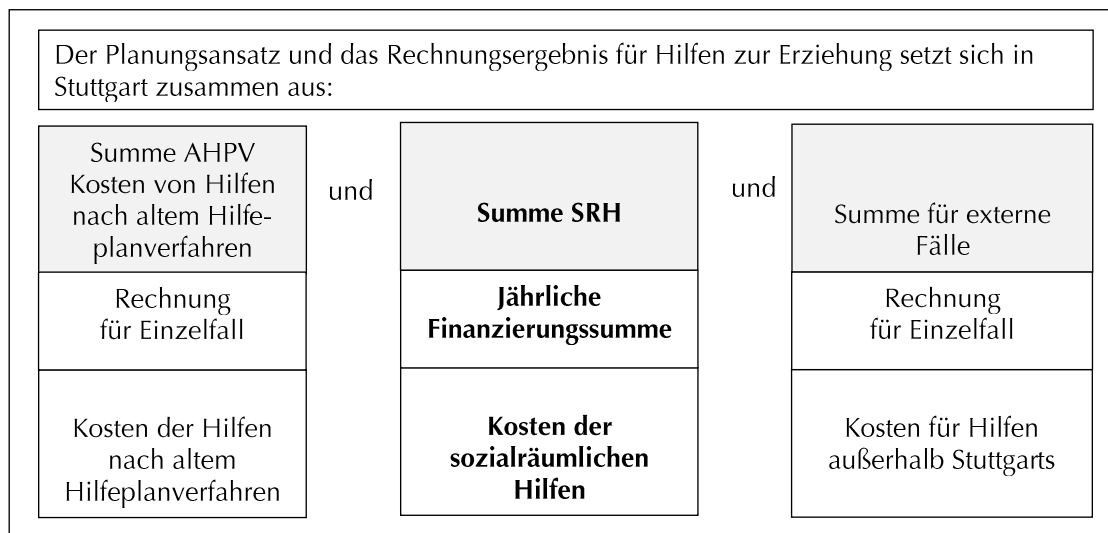 Der Planungsansatz und das Rechnungsergebnis für Hilfen zur Erziehung setzt sich in
Stuttgart zusammen aus:
Summe AHPV
Kosten von Hilfen
nach altem Hilfe-
planverfahren
Rechnung
für Einzelfall
Kosten der Hilfen
nach altem
Hilfeplanverfahren
und
Summe SRH
Jährliche
Finanzierungssumme
Kosten der
sozialräumlichen
Hilfen
und
Summe für externe
Fälle
Rechnung
für Einzelfall
Kosten für Hilfen
außerhalb Stuttgarts